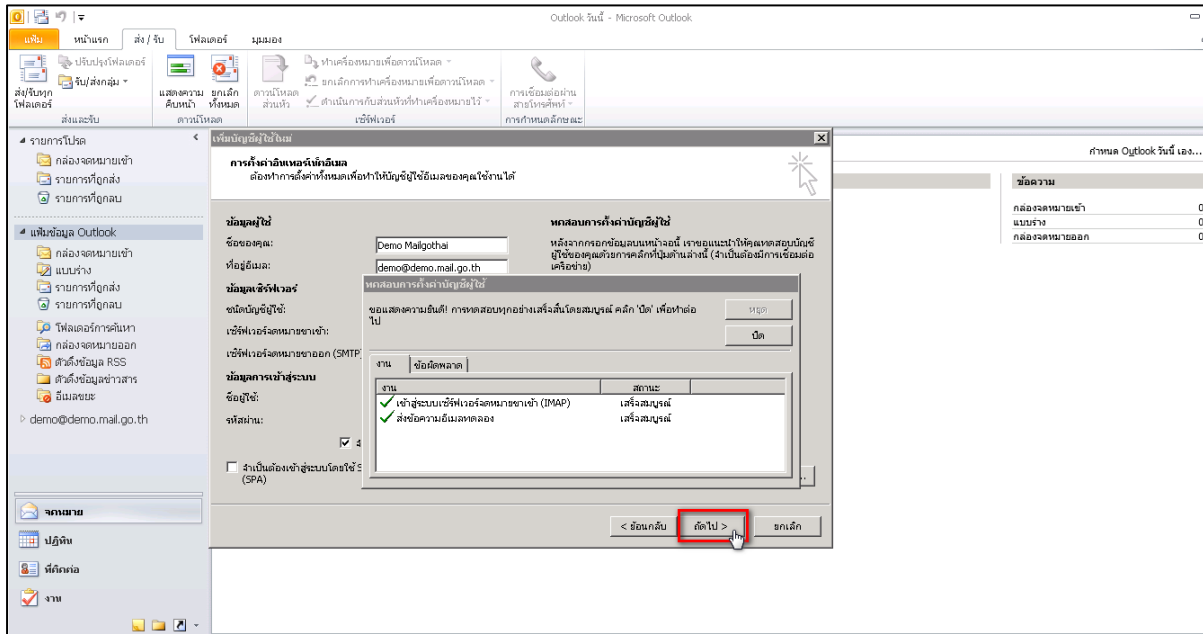 Outlook วันนี้ - Microsoft Outlook
แฟ้ม หน้าแรก ส่ง / รับ โฟลเดอร์ มุมมอง
ส่ง/รับทุกโฟลเดอร์
ปรับปรุงโฟลเดอร์
รับ/ส่งกลุ่ม
ส่งและรับ
แสดงความคืบหน้า
ยกเลิกทั้งหมด
ดาวน์โหลด
ดาวน์โหลดส่วนหัว
ทำเครื่องหมายเพื่อดาวน์โหลด
ยกเลิกการทำเครื่องหมายเพื่อดาวน์โหลด
ดำเนินการกับส่วนหัวที่ทำเครื่องหมายไว้
เซิร์ฟเวอร์
การเชื่อมต่อผ่านสายโทรศัพท์
การกำหนดลักษณะ
รายการโปรด
กล่องจดหมายเข้า
รายการที่ถูกส่ง
รายการที่ถูกลบ
แฟ้มข้อมูล Outlook
กล่องจดหมายเข้า
แบบร่าง
รายการที่ถูกส่ง
รายการที่ถูกลบ
โฟลเดอร์การค้นหา
กล่องจดหมายออก
ตัวดึงข้อมูล RSS
ตัวดึงข้อมูลข่าวสาร
อีเมลขยะ
demo@demo.mail.go.th
จดหมาย
ปฏิทิน
ที่ติดต่อ
งาน
กำหนด Outlook วันนี้ เอง...
ข้อความ
กล่องจดหมายเข้า 0
แบบร่าง 0
กล่องจดหมายออก 0
เพิ่มบัญชีผู้ใช้ใหม่
การตั้งค่าอินเทอร์เน็ตอีเมล
ต้องทำการตั้งค่าทั้งหมดเพื่อทำให้บัญชีผู้ใช้อีเมลของคุณใช้งานได้
ข้อมูลผู้ใช้
ชื่อของคุณ: Demo Mailgothai
ที่อยู่อีเมล: demo@demo.mail.go.th
ข้อมูลเซิร์ฟเวอร์
ชนิดบัญชีผู้ใช้:
เซิร์ฟเวอร์จดหมายขาเข้า:
เซิร์ฟเวอร์จดหมายขาออก (SMTP)
ข้อมูลการเข้าสู่ระบบ
ชื่อผู้ใช้:
รหัสผ่าน:
จำเป็นต้องเข้าสู่ระบบโดยใช้ S
(SPA)
ทดสอบการตั้งค่าบัญชีผู้ใช้
หลังจากกรอกข้อมูลบนหน้าจอนี้ เราขอแนะนำให้คุณทดสอบบัญชี
ผู้ใช้ของคุณด้วยการคลิกที่ปุ่มด้านล่างนี้ (จำเป็นต้องมีการเชื่อมต่อ
เครือข่าย)
ทดสอบการตั้งค่าบัญชีผู้ใช้
ขอแสดงความยินดี! การทดสอบทุกอย่างเสร็จสิ้นโดยสมบูรณ์ คลิก 'ปิด' เพื่อทำต่อ
ไป
หยุด
ปิด
งาน ข้อผิดพลาด
งาน สถานะ
เข้าสู่ระบบเซิร์ฟเวอร์จดหมายขาเข้า (IMAP) เสร็จสมบูรณ์
ส่งข้อความอีเมลทดลอง เสร็จสมบูรณ์
< ย้อนกลับ ถัดไป > ยกเลิก